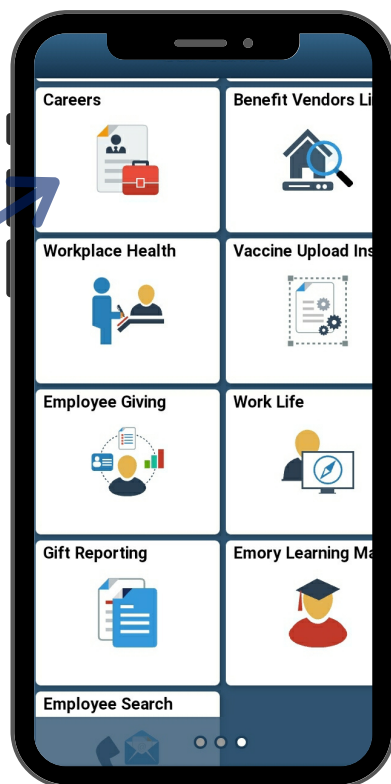 Careers
Benefit Vendors Li
Workplace Health
Vaccine Upload Ins
Employee Giving
Work Life
Gift Reporting
Emory Learning Ma
Employee Search